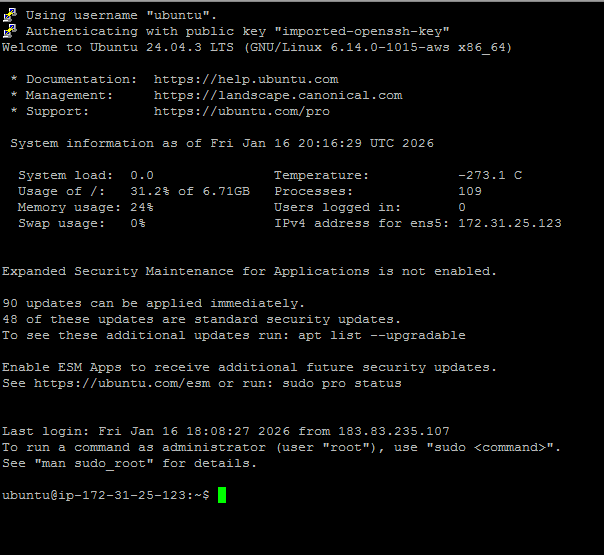 Using username "ubuntu".
Authenticating with public key "imported-openssh-key"
Welcome to Ubuntu 24.04.3 LTS (GNU/Linux 6.14.0-1015-aws x86_64)

 * Documentation:  https://help.ubuntu.com
 * Management:     https://landscape.canonical.com
 * Support:        https://ubuntu.com/pro

 System information as of Fri Jan 16 20:16:29 UTC 2026

  System load:  0.0               Temperature:           -273.1 C
  Usage of /:   31.2% of 6.71GB   Processes:             109
  Memory usage: 24%               Users logged in:       0
  Swap usage:   0%                IPv4 address for ens5: 172.31.25.123

Expanded Security Maintenance for Applications is not enabled.

90 updates can be applied immediately.
48 of these updates are standard security updates.
To see these additional updates run: apt list --upgradable

Enable ESM Apps to receive additional future security updates.
See https://ubuntu.com/esm or run: sudo pro status

Last login: Fri Jan 16 18:08:27 2026 from 183.83.235.107
To run a command as administrator (user "root"), use "sudo <command>".
See "man sudo_root" for details.

ubuntu@ip-172-31-25-123:~$